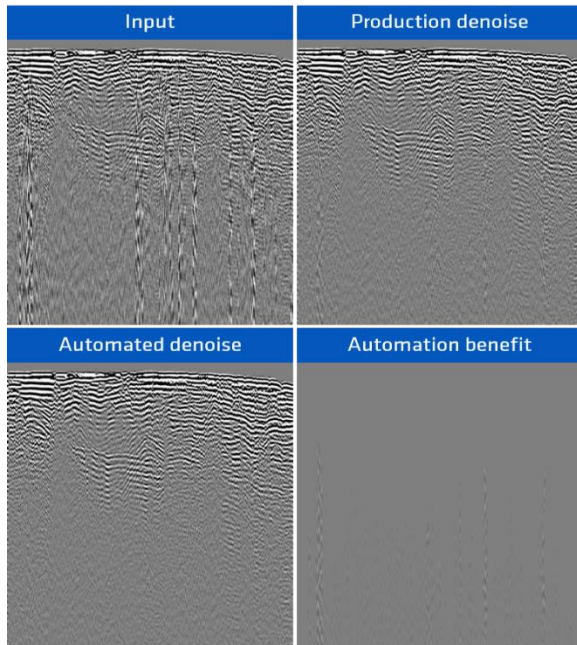 Input
Production denoise
Automated denoise
Automation benefit